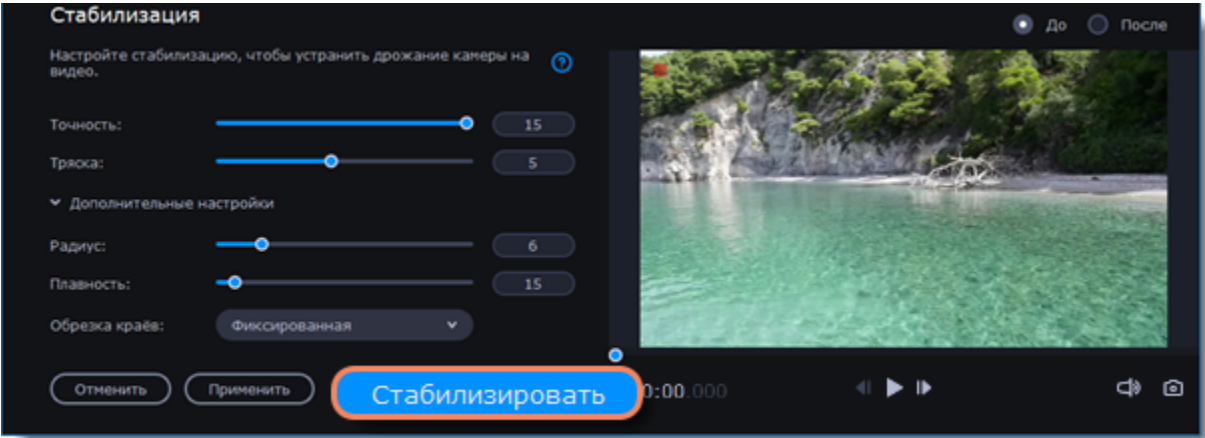 Стабилизация
До
После
Настройте стабилизацию, чтобы устранить дрожание камеры на
видео.
?
Точность:
15
Тряска:
5
Дополнительные настройки
Радиус:
6
Плавность:
15
Обрезка краёв:
Фиксированная
Отменить
Применить
Стабилизировать
0:00.000